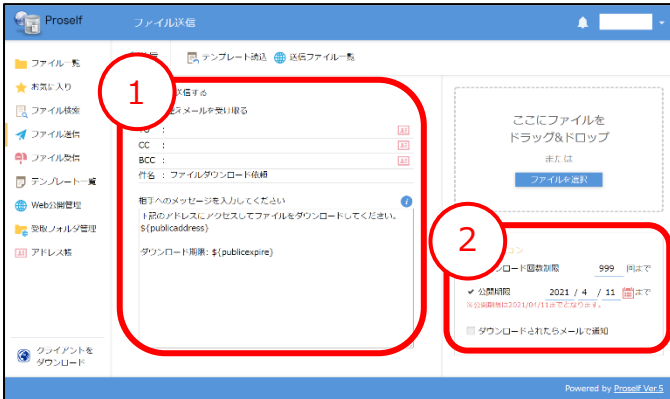 Proself
ファイル送信
ファイル一覧
お気に入り
ファイル検索
ファイル送信
ファイル受信
テンプレート一覧
Web公開管理
受取フォルダ管理
アドレス帳
クライアントを
ダウンロード
テンプレート読込
送信ファイル一覧
1
送信する
メールを受け取る
TO :
CC :
BCC :
件名 : ファイルダウンロード依頼
相手へのメッセージを入力してください
下記のアドレスにアクセスしてファイルをダウンロードしてください。
${publicaddress}
ダウンロード期限: ${publicexpire}
ここにファイルを
ドラッグ&ドロップ
または
ファイルを選択
2
ンロード回数制限 999 回まで
公開期限 2021 / 4 / 11 まで
※公開期限は2021/04/11までとなります。
ダウンロードされたらメールで通知
Powered by Proself Ver.5